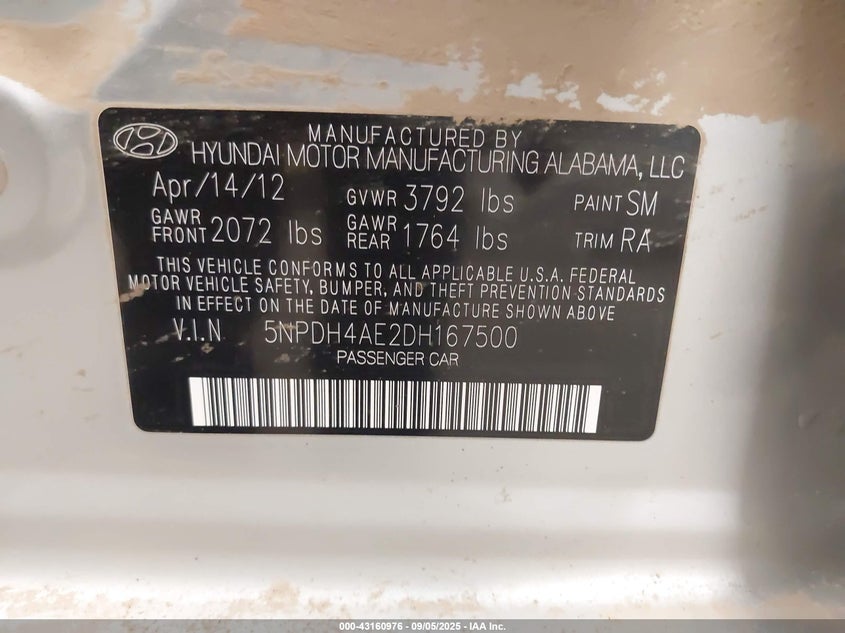 MANUFACTURED BY
HYUNDAI MOTOR MANUFACTURING ALABAMA, LLC
Apr/14/12 GVWR 3792 lbs PAINT SM
GAWR FRONT 2072 lbs GAWR REAR 1764 lbs TRIM RA
THIS VEHICLE CONFORMS TO ALL APPLICABLE U.S.A. FEDERAL
MOTOR VEHICLE SAFETY, BUMPER, AND THEFT PREVENTION STANDARDS
IN EFFECT ON THE DATE OF MANUFACTURE SHOWN ABOVE
V.I.N. 5NPDH4AE2DH167500
PASSENGER CAR
000-43160976 - 09/05/2025 - IAA Inc.